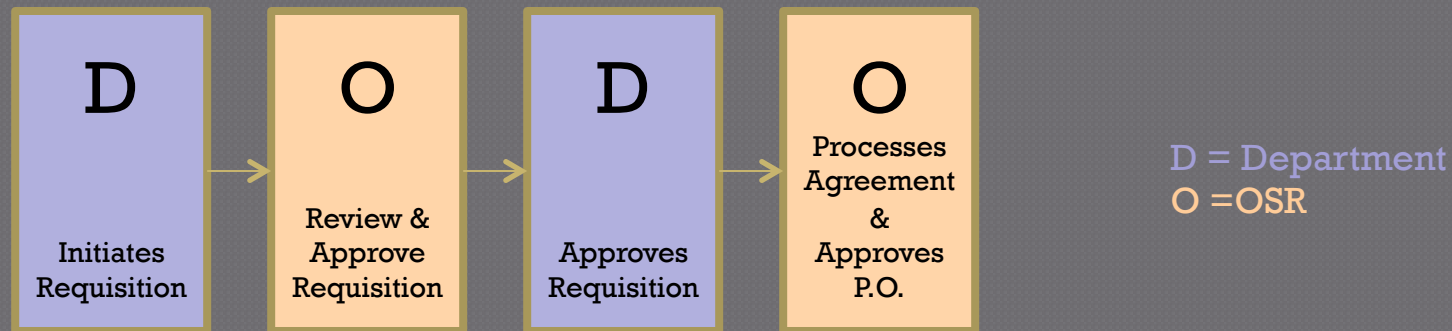 D
Initiates
Requisition
O
Review &
Approve
Requisition
D
Approves
Requisition
O
Processes
Agreement
&
Approves
P.O.
D = Department
O =OSR